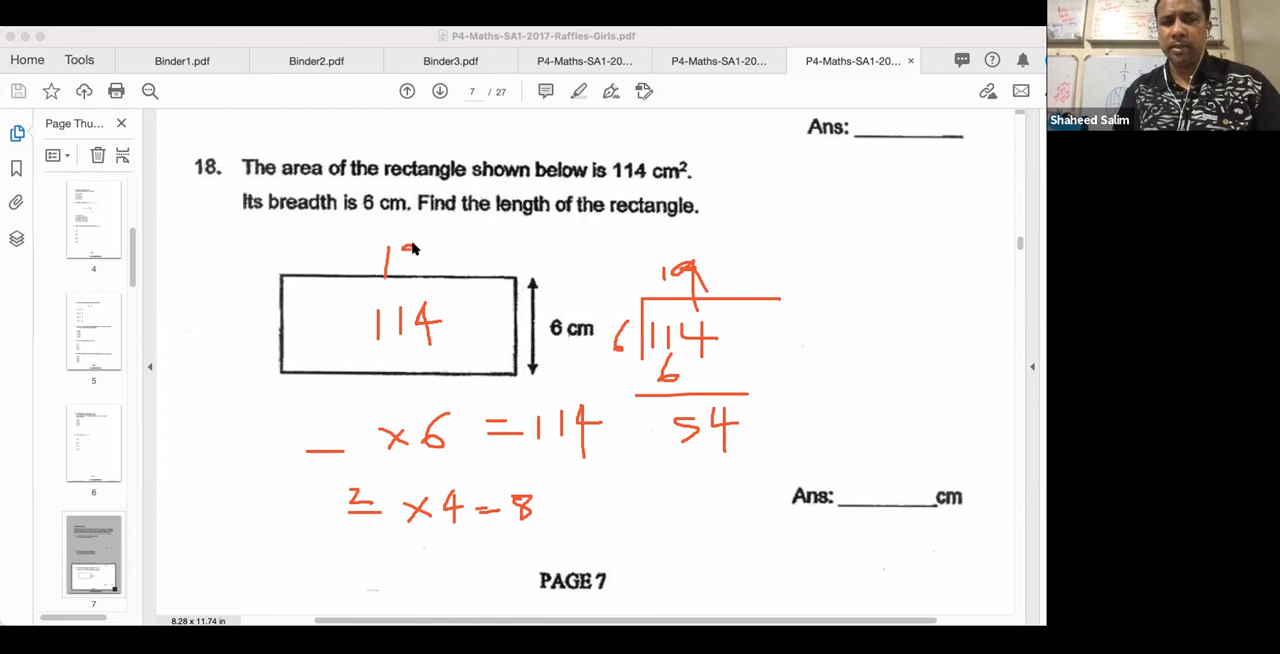 P4-Maths-SA1-2017-Raffles-Girls.pdf
Home Tools Binder1.pdf Binder2.pdf Binder3.pdf P4-Maths-SA1-20... P4-Maths-SA1-20... P4-Maths-SA1-20... ×
7 / 27
Page Thu...
4
5
6
7
8.28 x 11.74 in
Shaheed Salim
Ans:
18. The area of the rectangle shown below is 114 cm².
Its breadth is 6 cm. Find the length of the rectangle.
114
6 cm
19
6 114
6
54
_ × 6 = 114
2 × 4 = 8
Ans: ________cm
PAGE 7